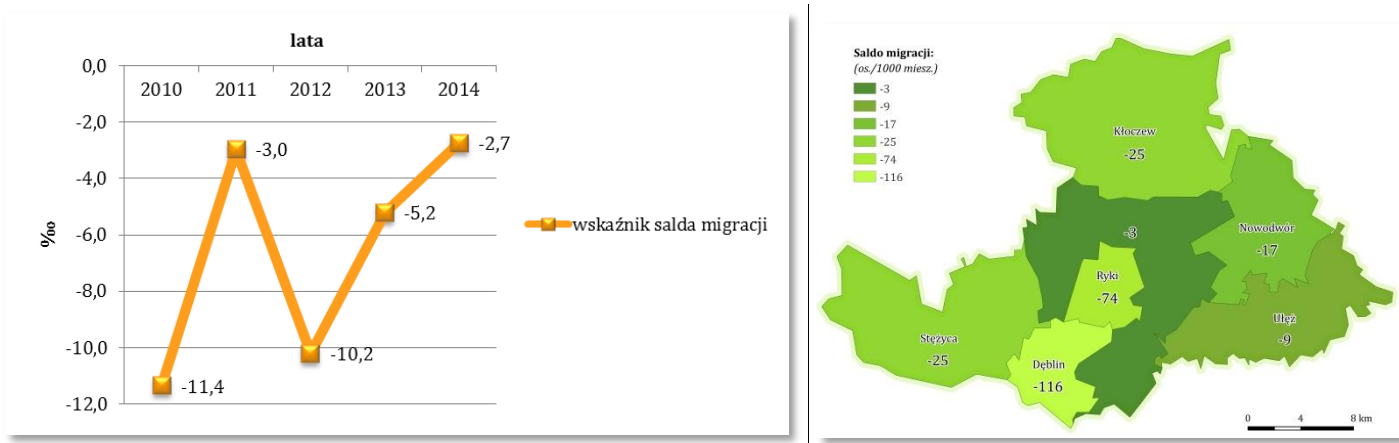 lata
0,0
2010 2011 2012 2013 2014
-2,0
-4,0
-6,0
-8,0
-10,0
-12,0
‰
-11,4
-3,0
-10,2
-5,2
-2,7
wskaźnik salda migracji
Saldo migracji:
(os./1000 miesz.)
-3
-9
-17
-25
-74
-116
Kłoczew
-25
-3
Nowodwór
-17
Ryki
-74
Ułęż
-9
Stężyca
-25
Dęblin
-116
0 4 8 km